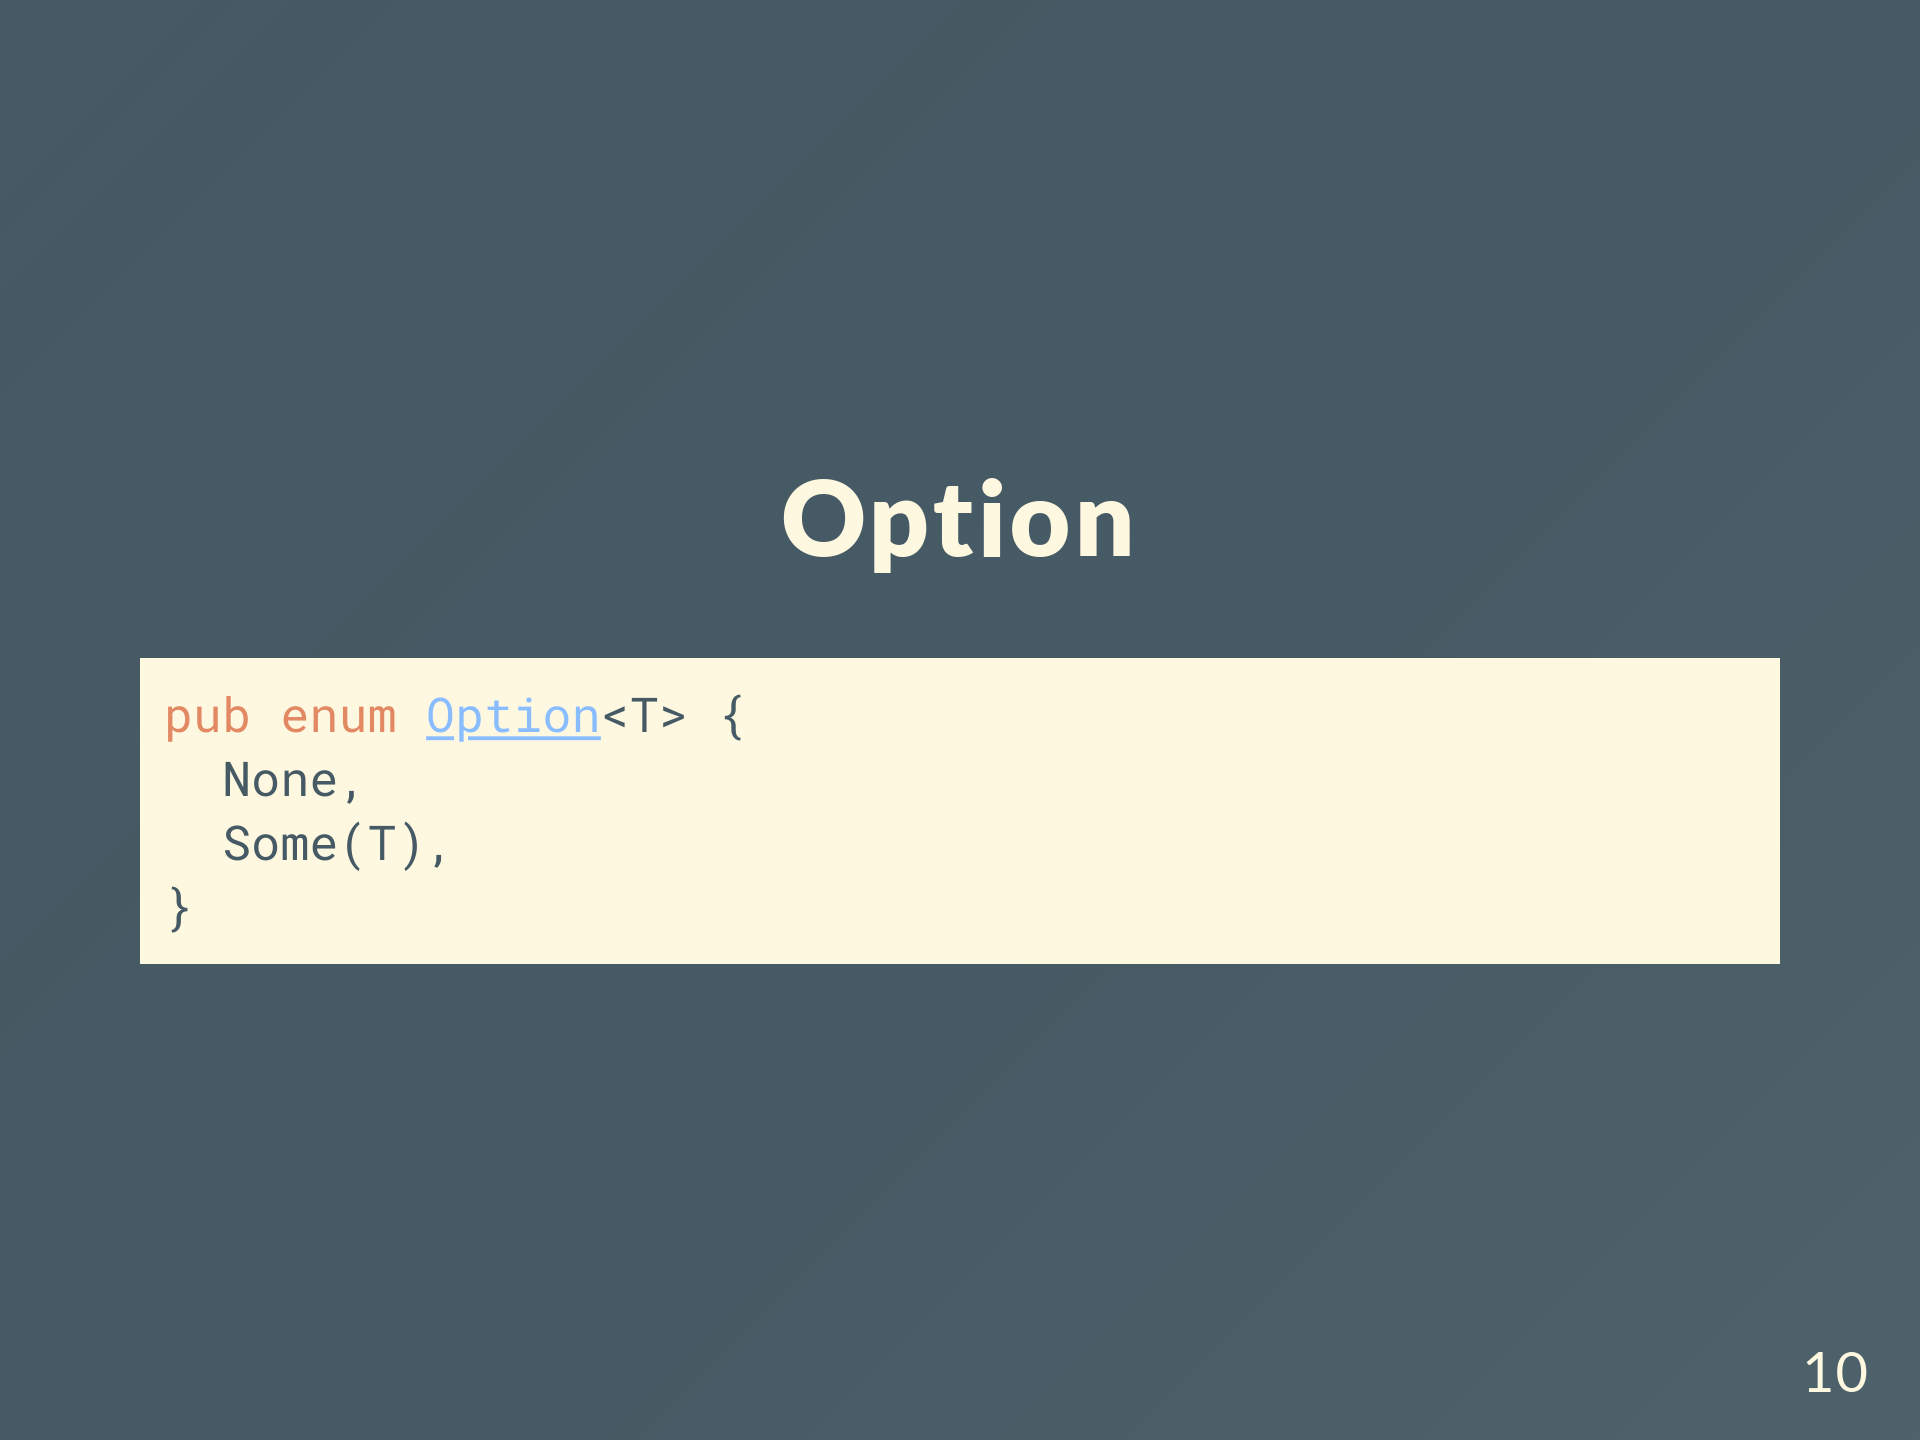 Option
pub enum Option<T> {
  None,
  Some(T),
}
10